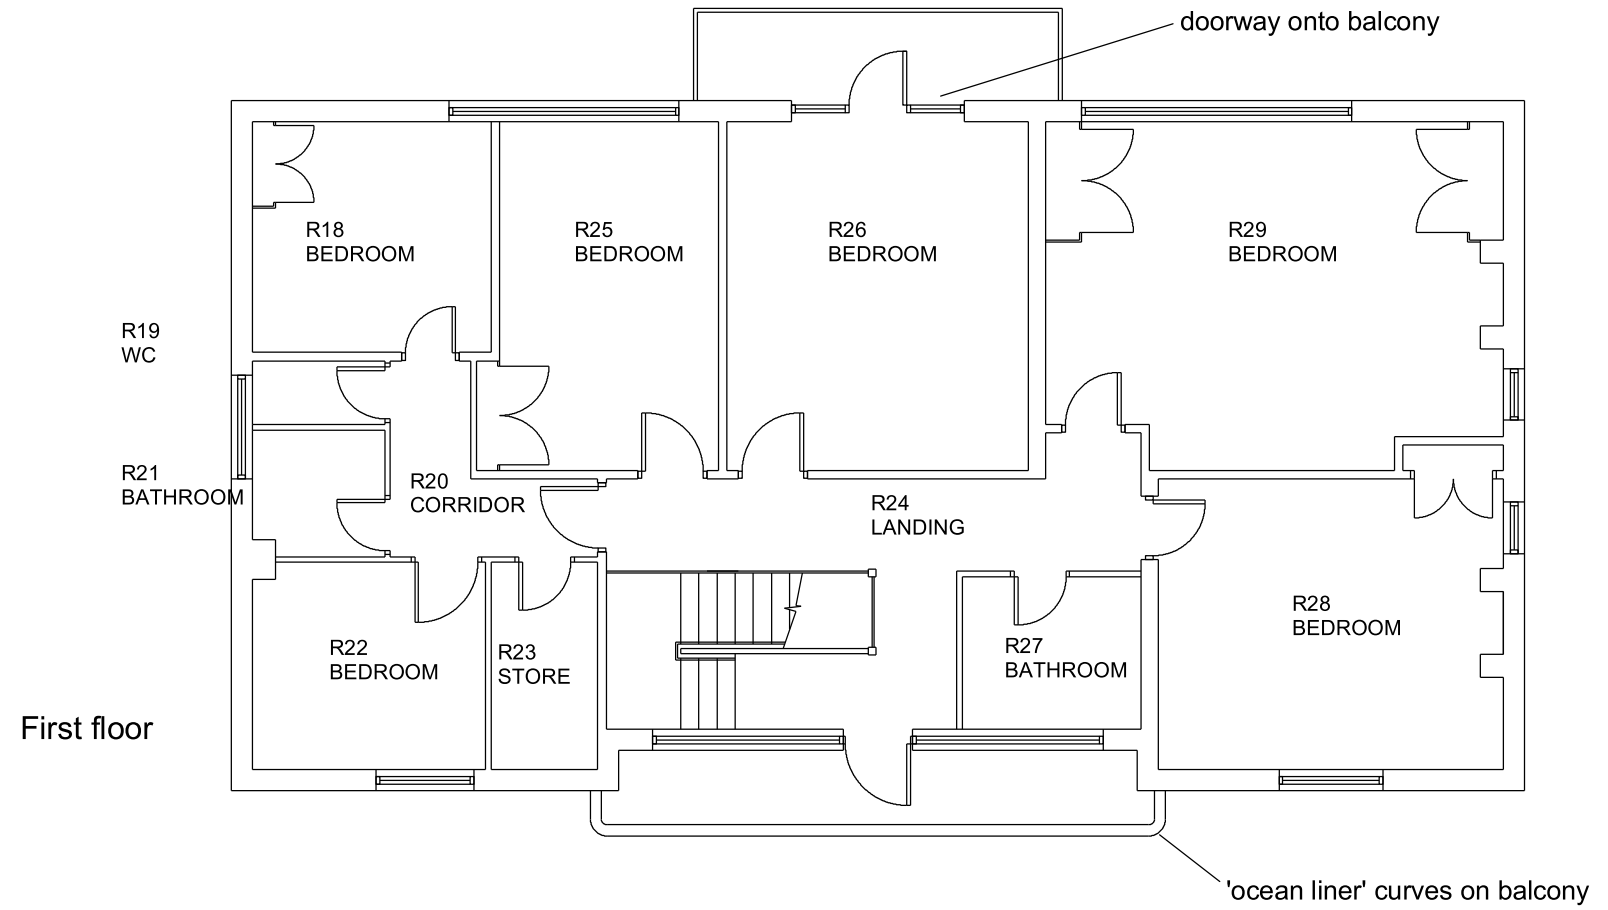 doorway onto balcony
R18
BEDROOM
R25
BEDROOM
R26
BEDROOM
R29
BEDROOM
R19
WC
R21
BATHROOM
R20
CORRIDOR
R24
LANDING
R22
BEDROOM
R23
STORE
R27
BATHROOM
R28
BEDROOM
First floor
'ocean liner' curves on balcony